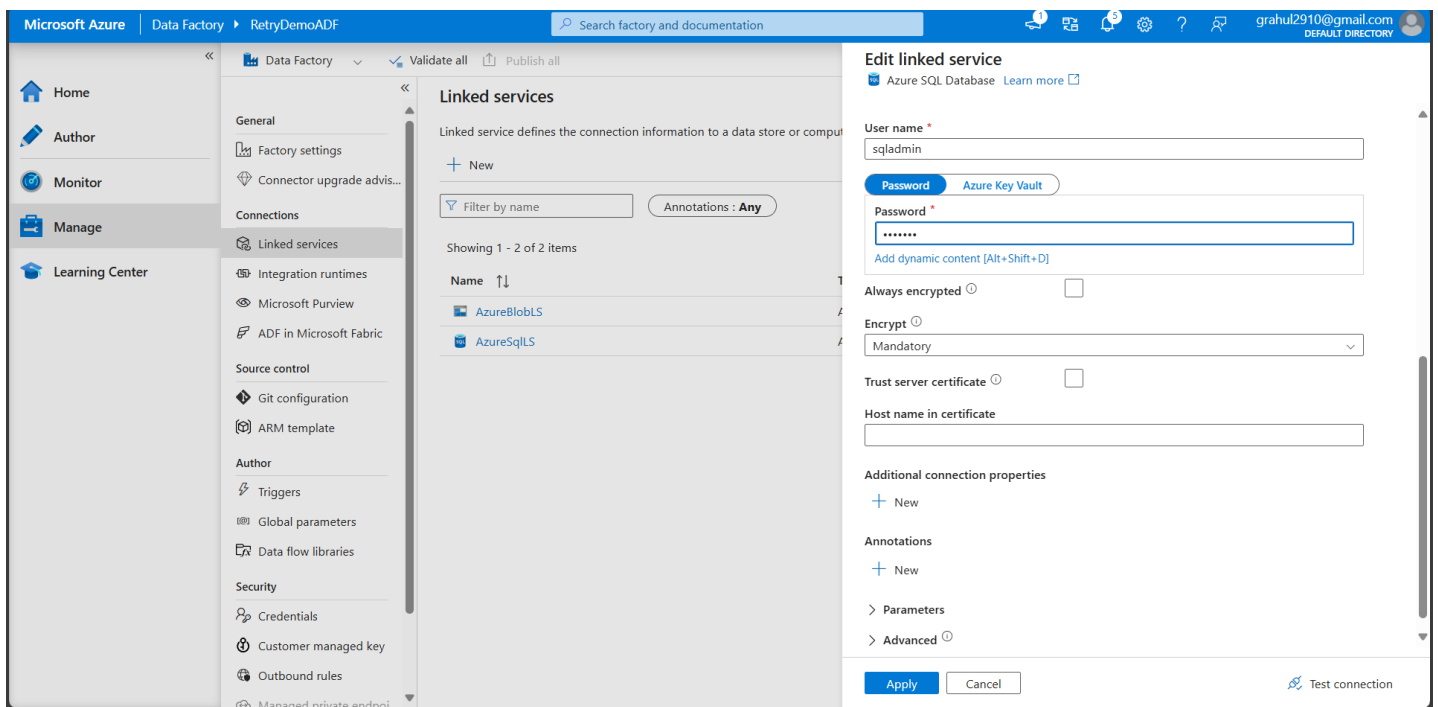 Microsoft Azure
Data Factory
RetryDemoADF
Search factory and documentation
1
5
grahul2910@gmail.com
DEFAULT DIRECTORY
Home
Author
Monitor
Manage
Learning Center
Data Factory
Validate all
Publish all
General
Factory settings
Connector upgrade advis...
Connections
Linked services
Integration runtimes
Microsoft Purview
ADF in Microsoft Fabric
Source control
Git configuration
ARM template
Author
Triggers
Global parameters
Data flow libraries
Security
Credentials
Customer managed key
Outbound rules
Managed private endpoi
Linked services
Linked service defines the connection information to a data store or comput
New
Filter by name
Annotations : Any
Showing 1 - 2 of 2 items
Name
AzureBlobLS
AzureSqlLS
Edit linked service
Azure SQL Database Learn more
User name *
sqladmin
Password
Azure Key Vault
Password *
•••••••
Add dynamic content [Alt+Shift+D]
Always encrypted
Encrypt
Mandatory
Trust server certificate
Host name in certificate
Additional connection properties
New
Annotations
New
Parameters
Advanced
Apply
Cancel
Test connection